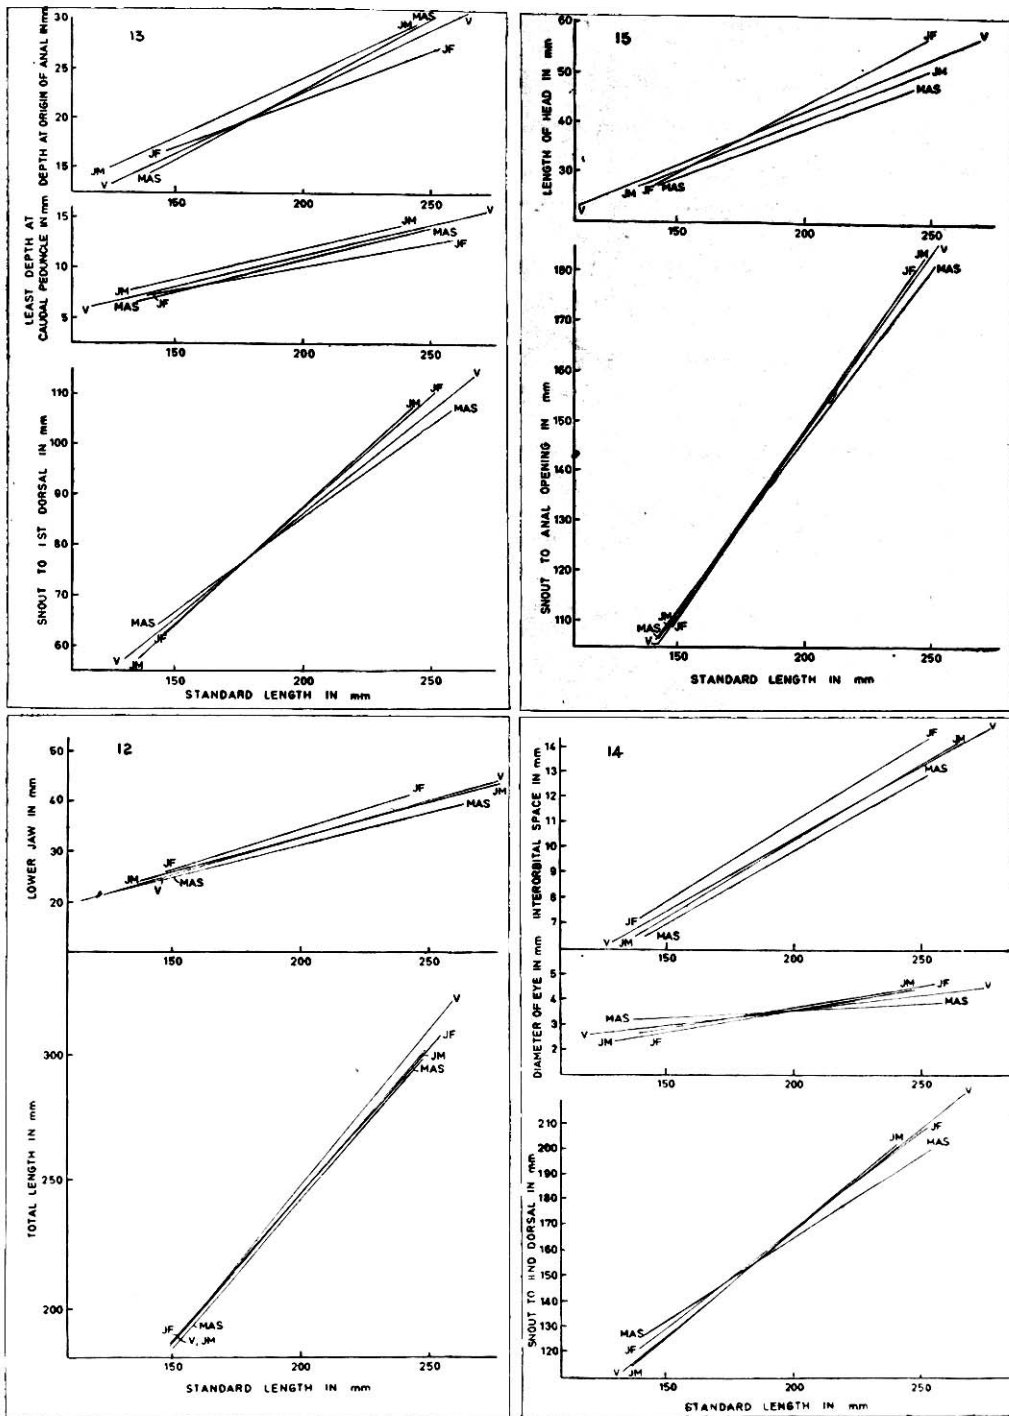 13
DEPTH AT ORIGIN OF ANAL IN mm
30
25
20
15
MAS
JM
V
JF
JF
JM
V
MAS
LEAST DEPTH AT
CAUDAL PEDUNCLE IN mm
15
10
5
V
JM
MAS
JF
JM
V
MAS
JF
150
200
250
SNOUT TO IST DORSAL IN mm
110
100
90
80
70
60
V
JF
JM
MAS
MAS
V
JM
JF
150
200
250
STANDARD LENGTH IN mm
15
LENGTH OF HEAD IN mm
60
50
40
30
JF
V
JM
MAS
V
JM
JF
MAS
150
200
250
SNOUT TO ANAL OPENING IN mm
180
170
160
150
140
130
120
110
V
JM
JF
MAS
JM
MAS
JF
V
150
200
250
STANDARD LENGTH IN mm
12
LOWER JAW IN mm
50
40
30
20
JF
V
JM
MAS
JF
JM
V
MAS
150
200
250
TOTAL LENGTH IN mm
300
250
200
V
JF
JM
MAS
JF
MAS
V, JM
150
200
250
STANDARD LENGTH IN mm
14
INTERORBITAL SPACE IN mm
14
13
12
11
10
9
8
7
JF
JM
V
MAS
JF
V
JM
MAS
150
200
250
DIAMETER OF EYE IN mm
5
4
3
2
JM
JF
V
MAS
MAS
V
JM
JF
150
200
250
SNOUT TO IIND DORSAL IN mm
210
200
190
180
170
160
150
140
130
120
V
JF
JM
MAS
MAS
JF
V
JM
150
200
250
STANDARD LENGTH IN mm